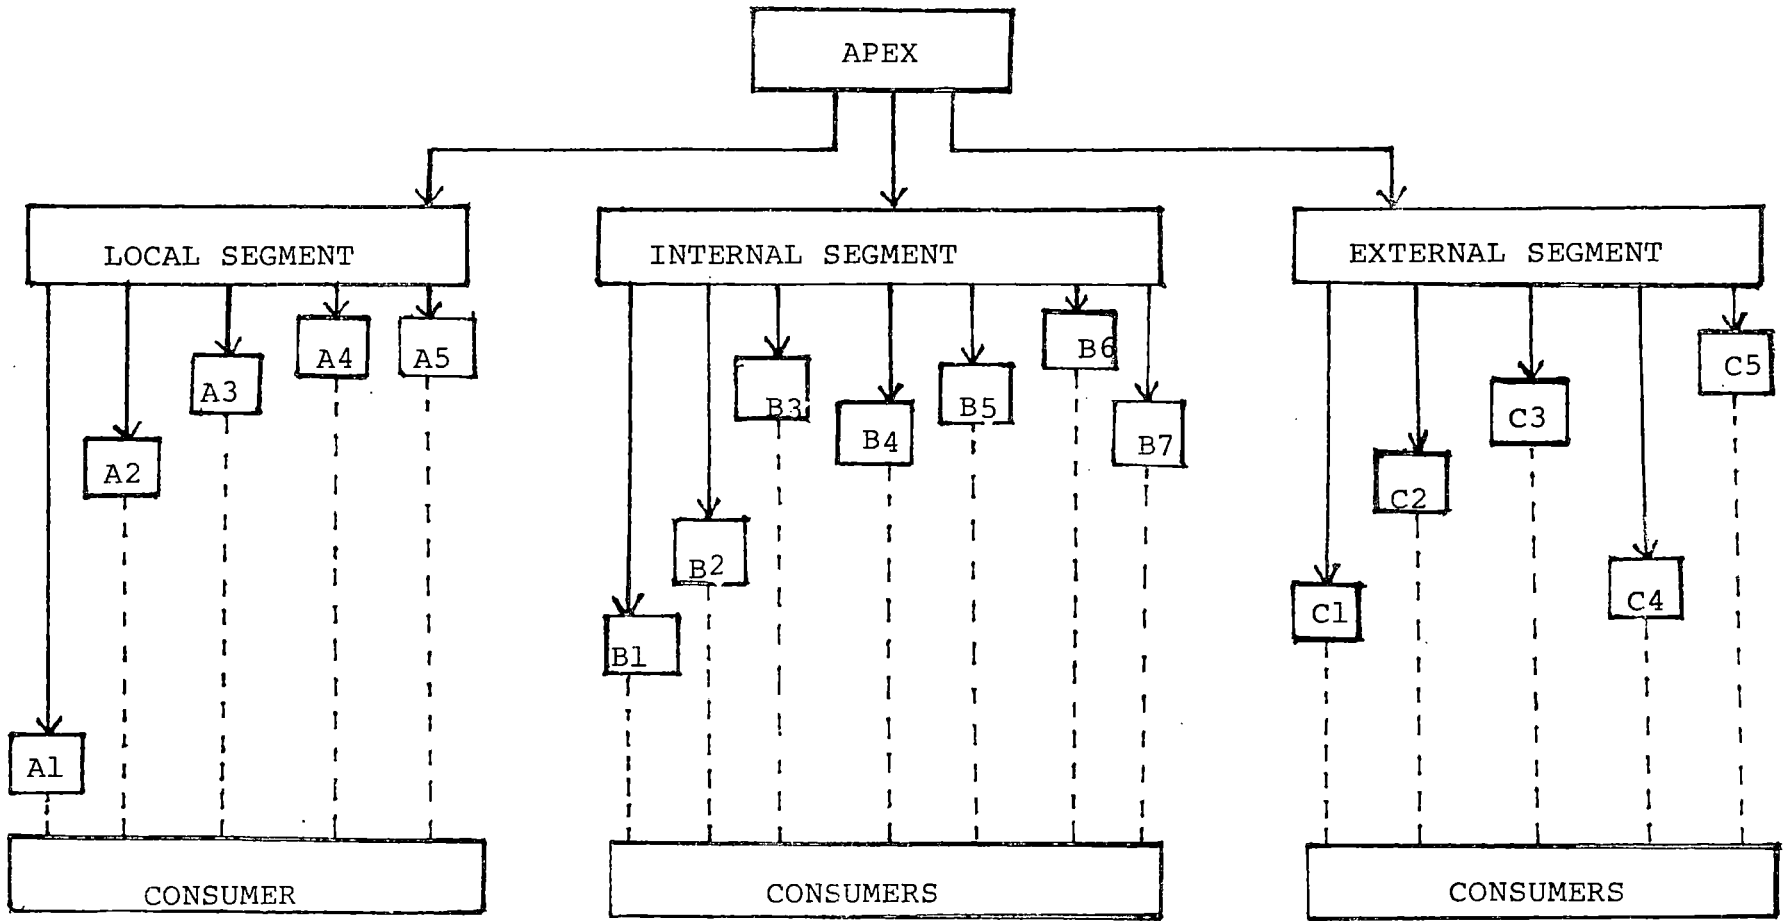 APEX
LOCAL SEGMENT
INTERNAL SEGMENT
EXTERNAL SEGMENT
A1
A2
A3
A4
A5
B1
B2
B3
B4
B5
B6
B7
C1
C2
C3
C4
C5
CONSUMER
CONSUMERS
CONSUMERS